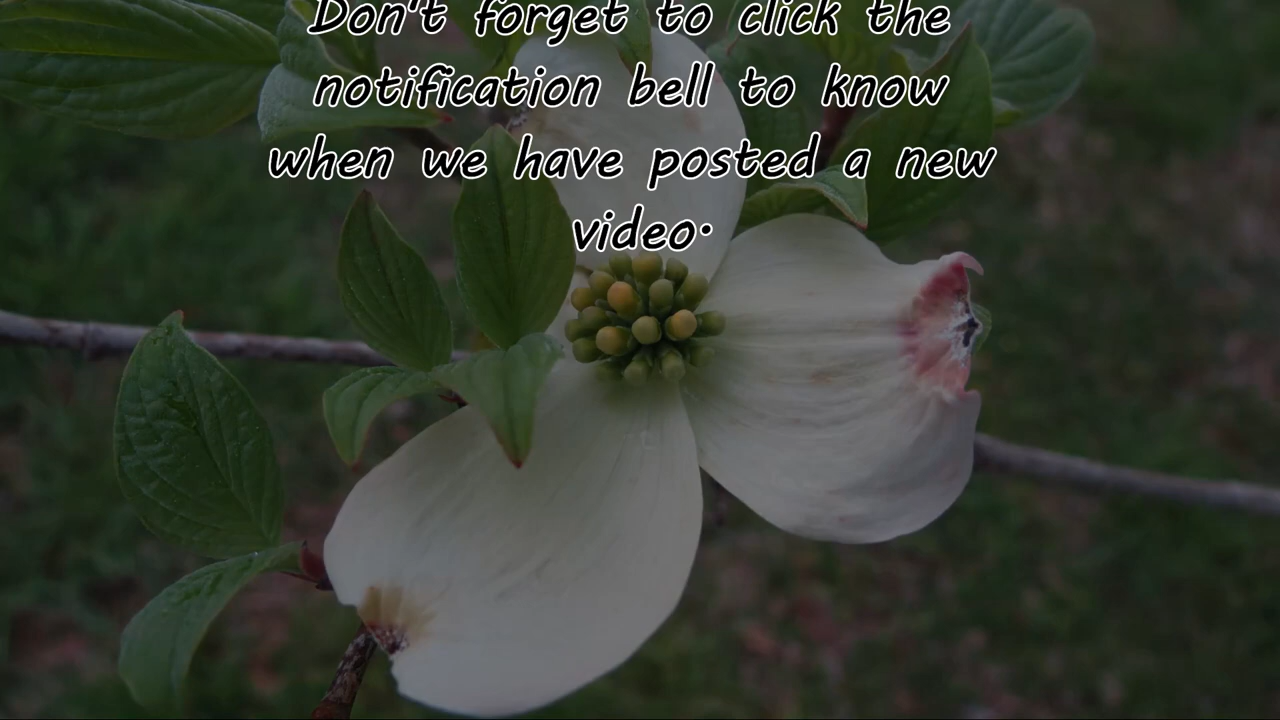 Don't forget to click the
notification bell to know
when we have posted a new
video.